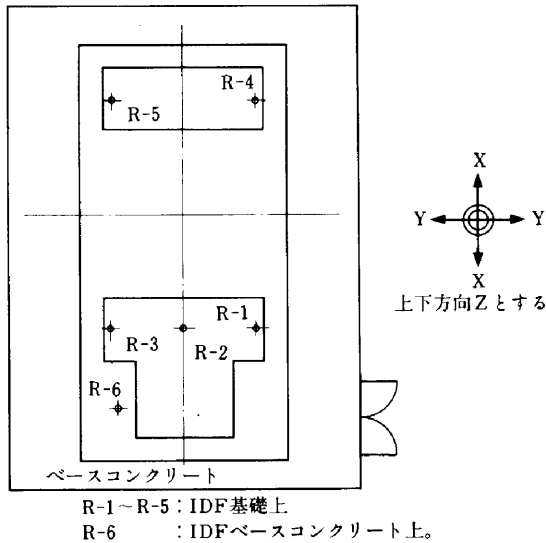 R-4
R-5
X
Y Y
X
上下方向Zとする
R-1
R-3
R-2
R-6
ベースコンクリート
R-1～R-5：IDF基礎上
R-6　　　：IDFベースコンクリート上。